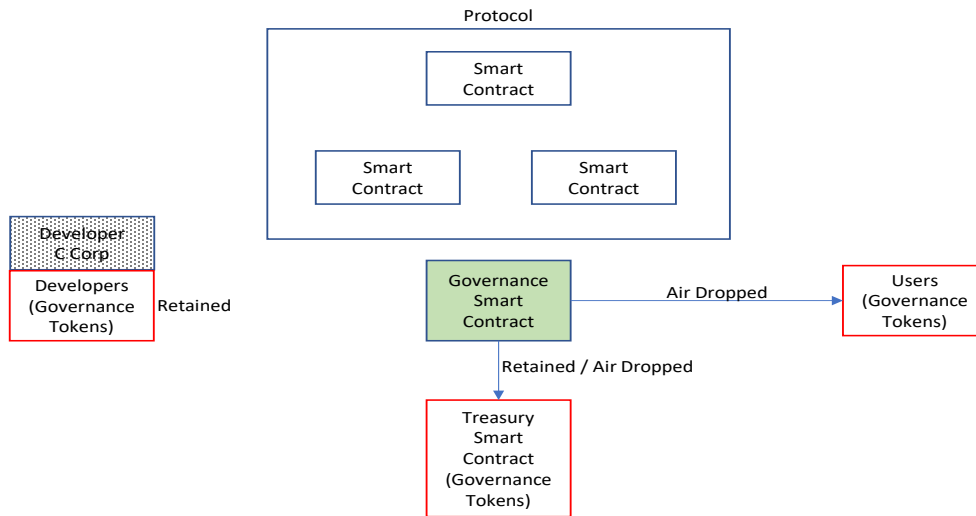 Protocol
Smart
Contract
Smart
Contract
Smart
Contract
Developer
C Corp
Developers
(Governance
Tokens)
Retained
Governance
Smart
Contract
Air Dropped
Users
(Governance
Tokens)
Retained / Air Dropped
Treasury
Smart
Contract
(Governance
Tokens)